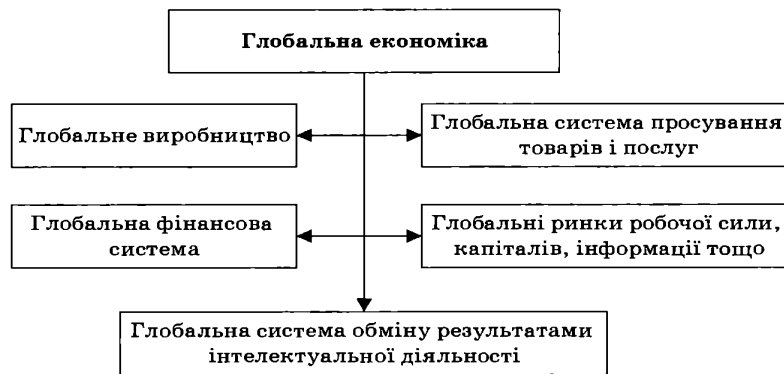 Глобальна економіка
Глобальне виробництво
Глобальна система просування
товарів і послуг
Глобальна фінансова
система
Глобальні ринки робочої сили,
капіталів, інформації тощо
Глобальна система обміну результатами
інтелектуальної діяльності